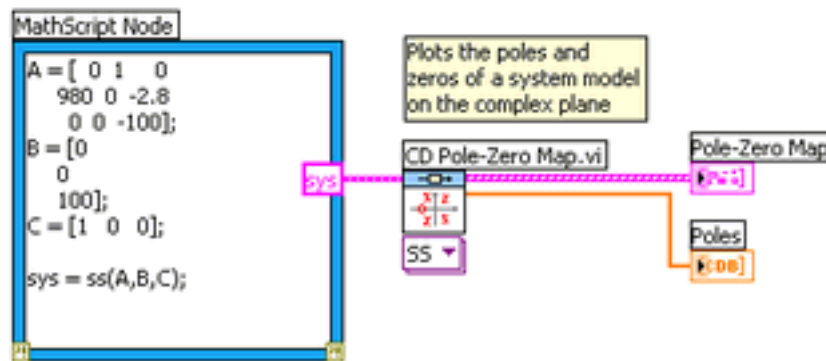 MathScript Node
A = [ 0 1 0
980 0 -2.8
0 0 -100];
B = [0
0
100];
C = [1 0 0];
sys = ss(A,B,C);
sys
Plots the poles and
zeros of a system model
on the complex plane
CD Pole-Zero Map.vi
SS
Pole-Zero Map
Poles